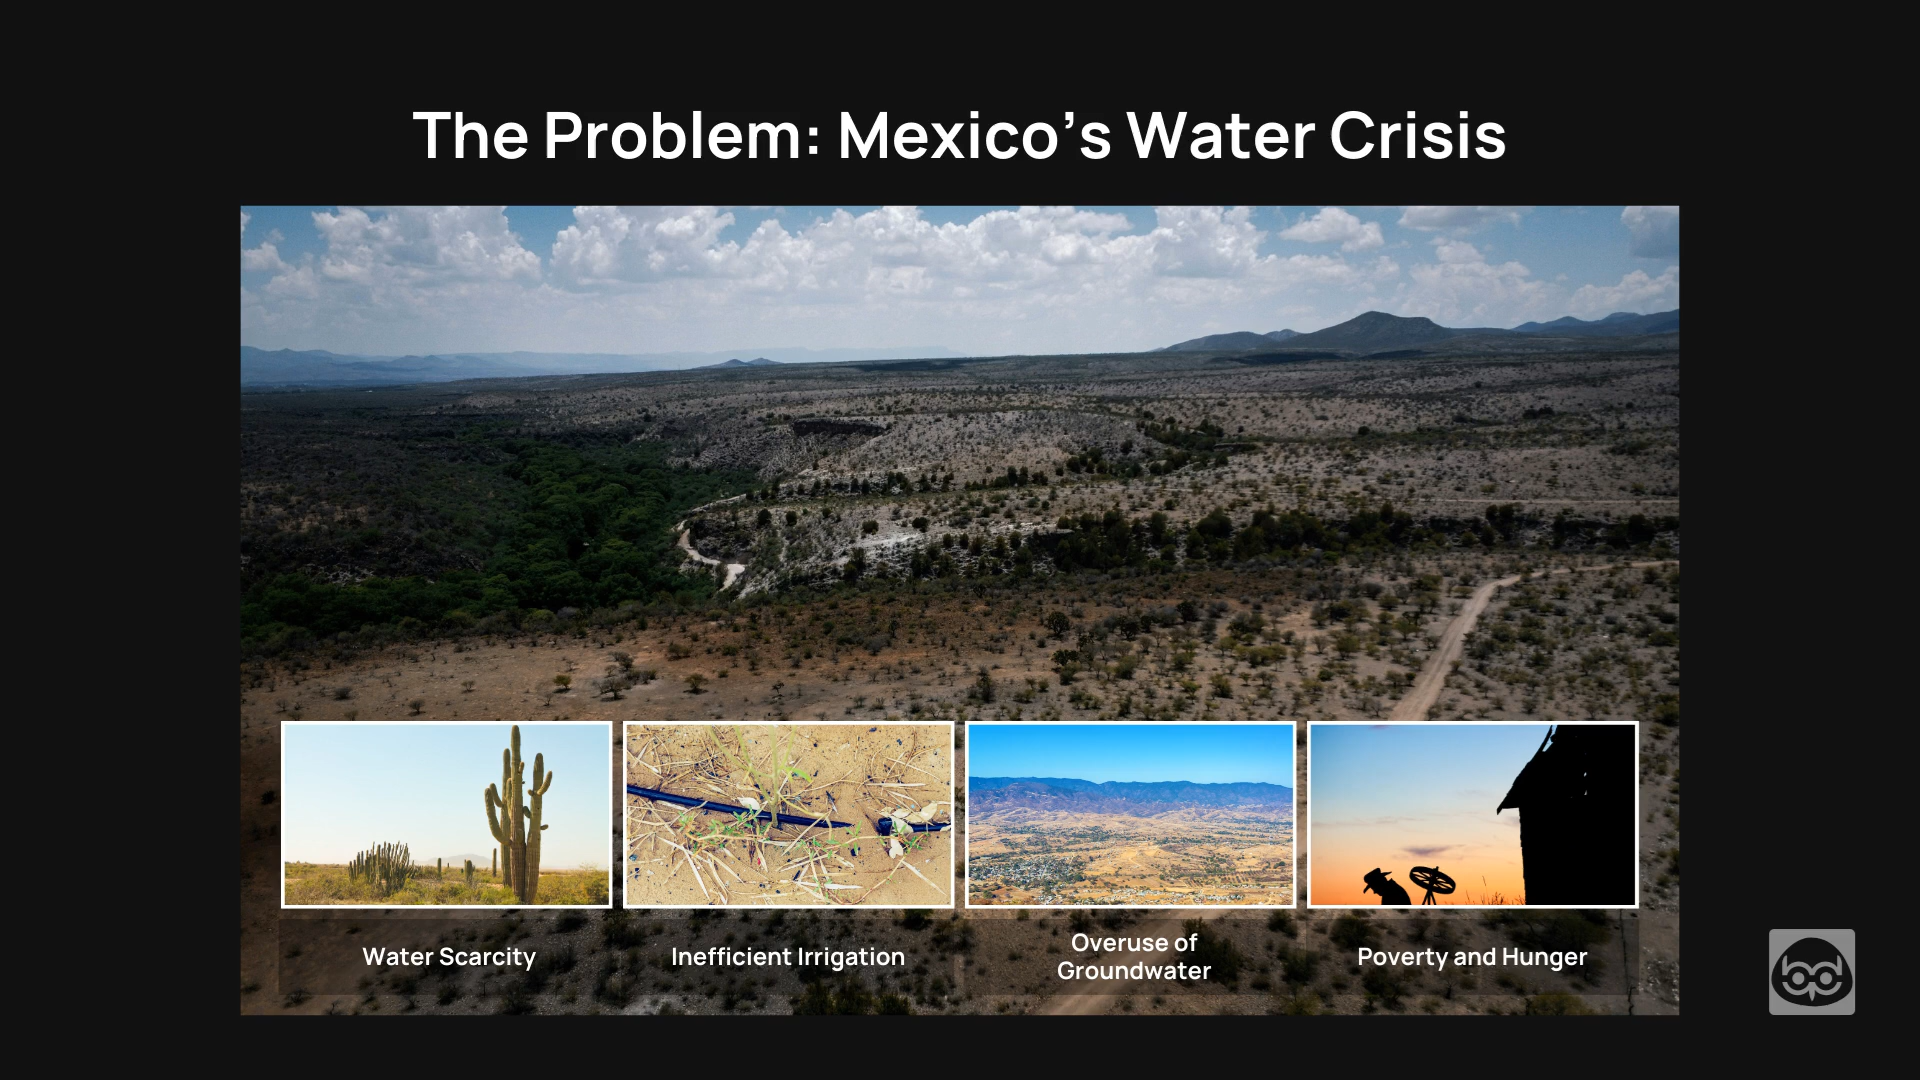 The Problem: Mexico’s Water Crisis
Water Scarcity
Inefficient Irrigation
Overuse of
Groundwater
Poverty and Hunger